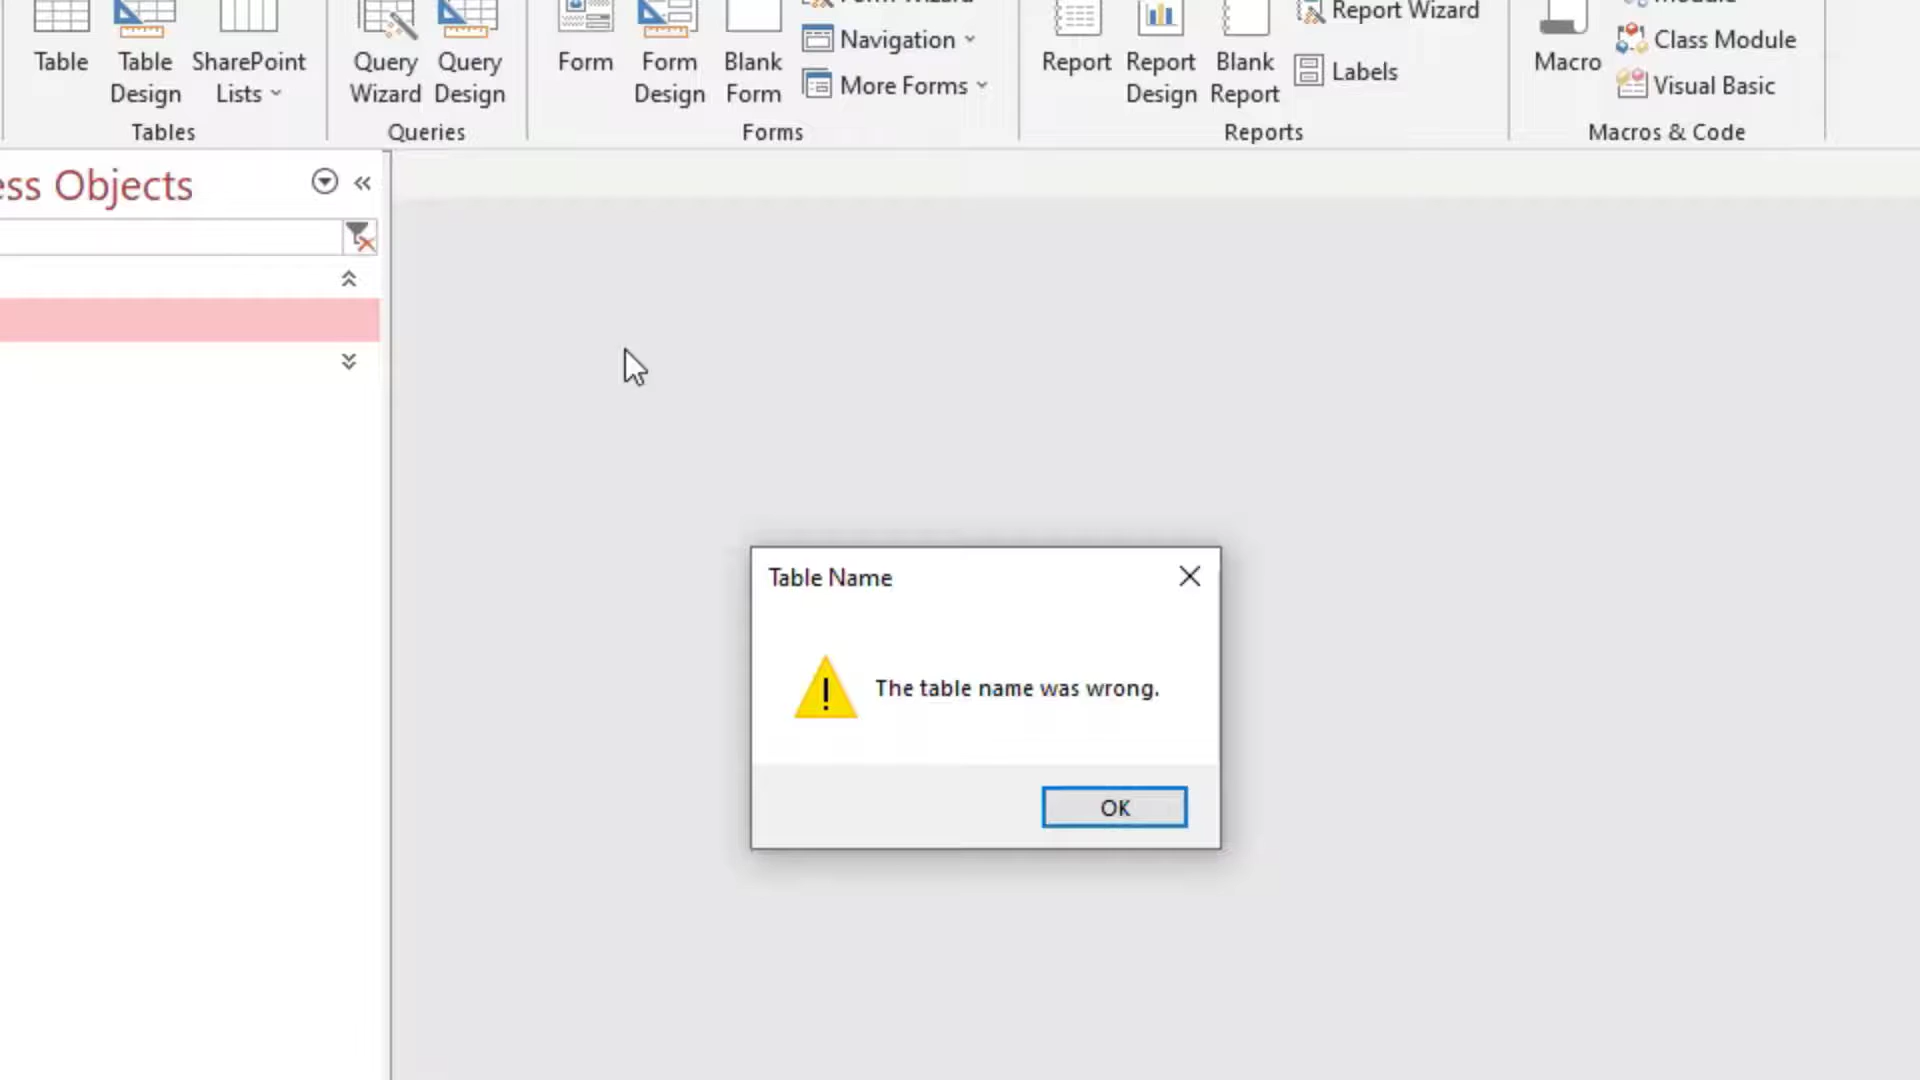 Table
Table Design
SharePoint Lists
Tables
Query Wizard
Query Design
Queries
Form
Form Design
Blank Form
Navigation
More Forms
Forms
Report
Report Design
Blank Report
Report Wizard
Labels
Reports
Macro
Class Module
Visual Basic
Macros & Code
ess Objects
Table Name
The table name was wrong.
OK